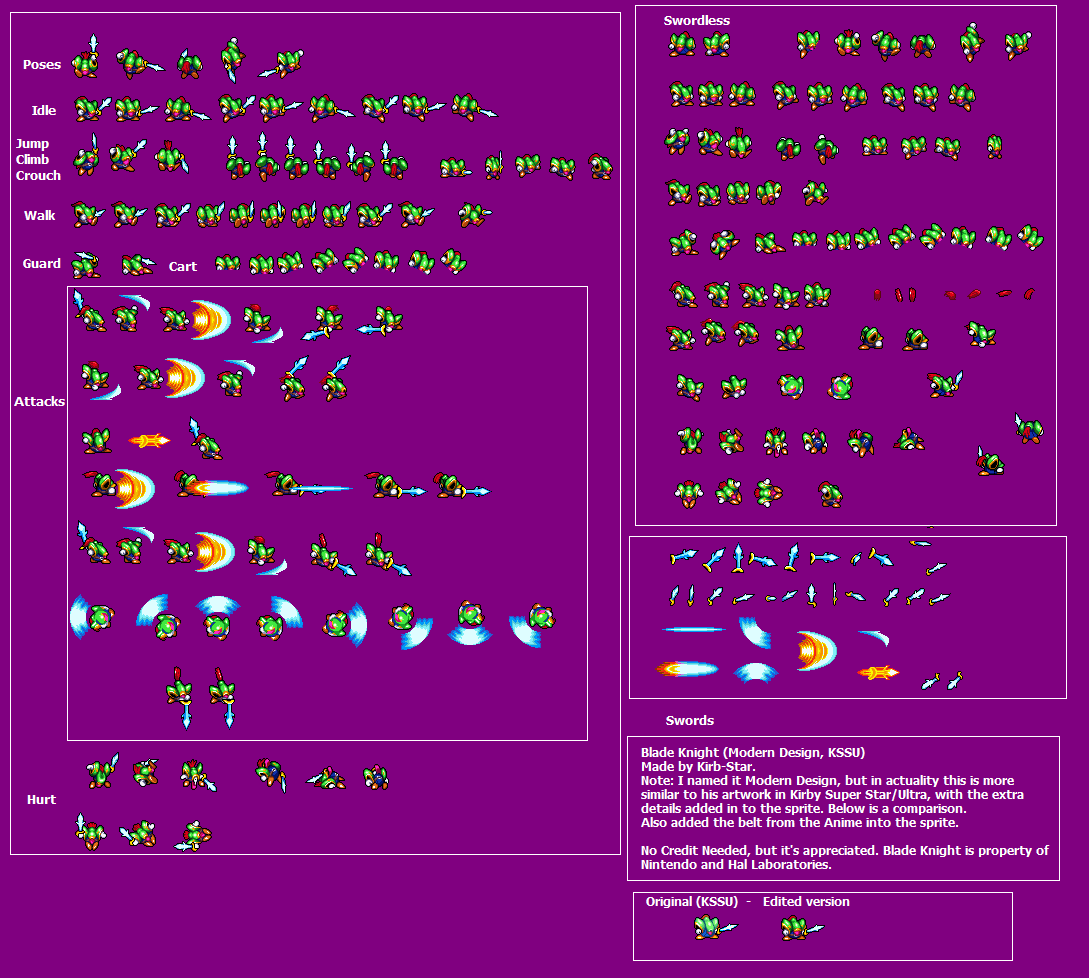 Poses
Idle
Jump
Climb
Crouch
Walk
Guard
Cart
Attacks
Hurt
Swordless
Swords
Blade Knight (Modern Design, KSSU)
Made by Kirb-Star.
Note: I named it Modern Design, but in actuality this is more
similar to his artwork in Kirby Super Star/Ultra, with the extra
details added in to the sprite. Below is a comparison.
Also added the belt from the Anime into the sprite.
No Credit Needed, but it's appreciated. Blade Knight is property of
Nintendo and Hal Laboratories.
Original (KSSU) - Edited version